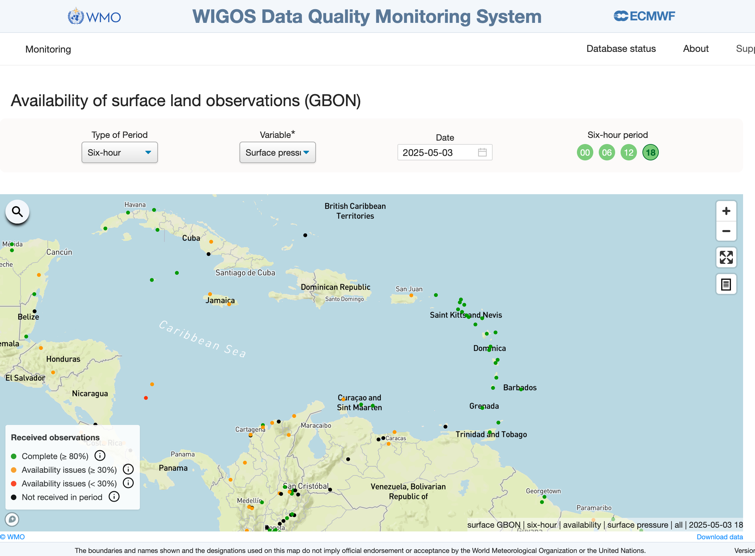 WMO
WIGOS Data Quality Monitoring System
ECMWF
Monitoring
Database status
About
Supp
Availability of surface land observations (GBON)
Type of Period
Variable*
Date
Six-hour period
Six-hour
Surface press
2025-05-03
00
06
12
18
Havana
British Caribbean
Territories
Cuba
Cancun
Santiago de Cuba
Dominican Republic
Santo Domingo
San Juan
Jamaica
Saint Kitts and Nevis
Belize
Caribbean Sea
Dominica
Honduras
El Salvador
Nicaragua
Barbados
Curaçao and
Sint Maarten
Grenada
Cartagena
Maracaibo
Caracas
Trinidad and Tobago
Panama
Panama
San Cristóbal
Venezuela, Bolivarian
Republic of
Medellín
Georgetown
Paramaribo
Received observations
Complete (≥ 80%)
Availability issues (≥ 30%)
Availability issues (< 30%)
Not received in period
surface GBON | six-hour | availability | surface pressure | all | 2025-05-03 18
© WMO
Download data
The boundaries and names shown and the designations used on this map do not imply official endorsement or acceptance by the World Meteorological Organization or the United Nations.
Version